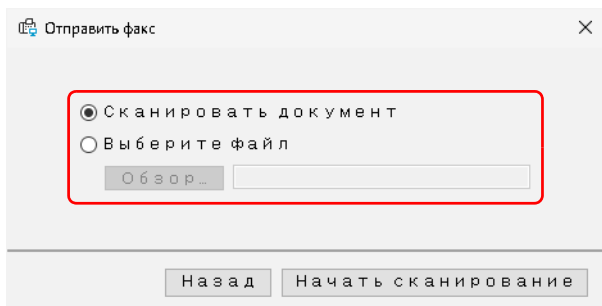 Отправить факс
Сканировать документ
Выберите файл
Обзор...
Назад Начать сканирование